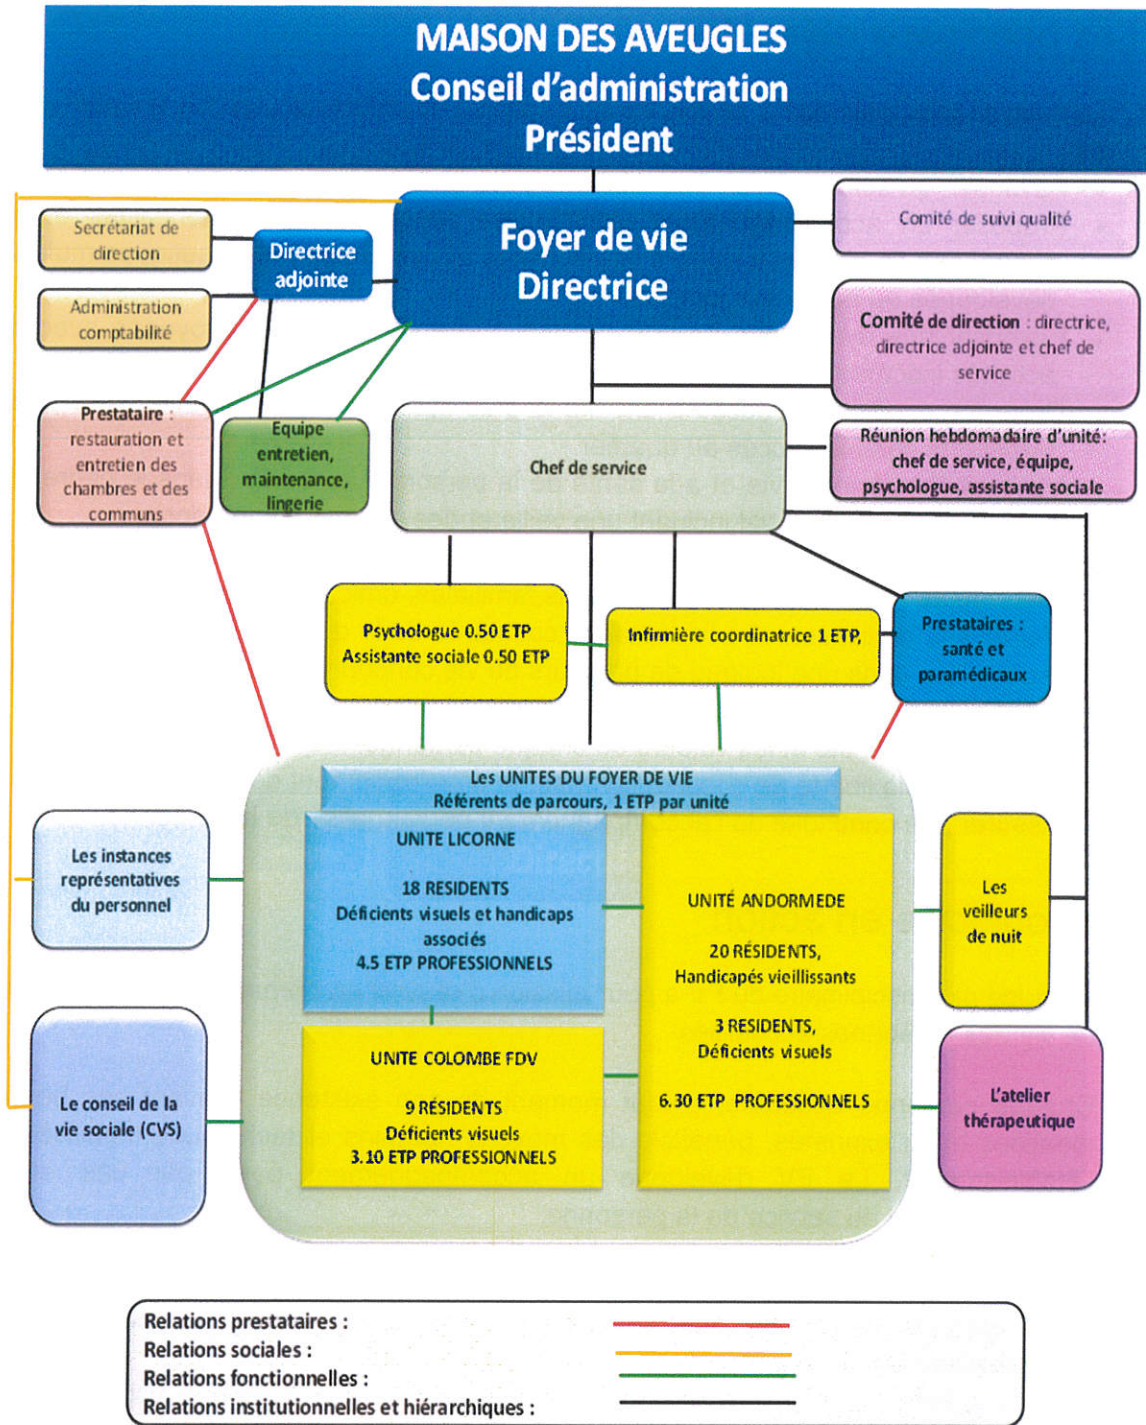 MAISON DES AVEUGLES
Conseil d'administration
Président
Secrétariat de
direction
Directrice
adjointe
Foyer de vie
Directrice
Comité de suivi qualité
Administration
comptabilité
Comité de direction : directrice,
directrice adjointe et chef de
service
Prestataire :
restauration et
entretien des
chambres et des
communs
Equipe
entretien,
maintenance,
lingerie
Chef de service
Réunion hebdomadaire d'unité:
chef de service, équipe,
psychologue, assistante sociale
Psychologue 0.50 ETP
Assistante sociale 0.50 ETP
Infirmière coordinatrice 1 ETP,
Prestataires :
santé et
paramédicaux
Les UNITES DU FOYER DE VIE
Référents de parcours, 1 ETP par unité
Les instances
représentatives
du personnel
UNITE LICORNE
18 RESIDENTS
Déficients visuels et handicaps
associés
4.5 ETP PROFESSIONNELS
UNITÉ ANDORMEDE
20 RÉSIDENTS,
Handicapés vieillissants
3 RESIDENTS,
Déficients visuels
6.30 ETP PROFESSIONNELS
Les
veilleurs
de nuit
Le conseil de la
vie sociale (CVS)
UNITE COLOMBE FDV
9 RÉSIDENTS
Déficients visuels
3.10 ETP PROFESSIONNELS
L'atelier
thérapeutique
Relations prestataires :
Relations sociales :
Relations fonctionnelles :
Relations institutionnelles et hiérarchiques :